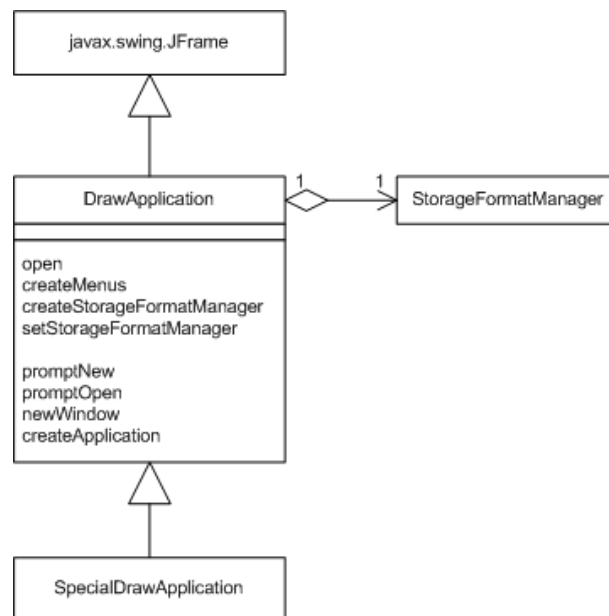 javax.swing.JFrame
DrawApplication
1
1
StorageFormatManager
open
createMenus
createStorageFormatManager
setStorageFormatManager
promptNew
promptOpen
newWindow
createApplication
SpecialDrawApplication